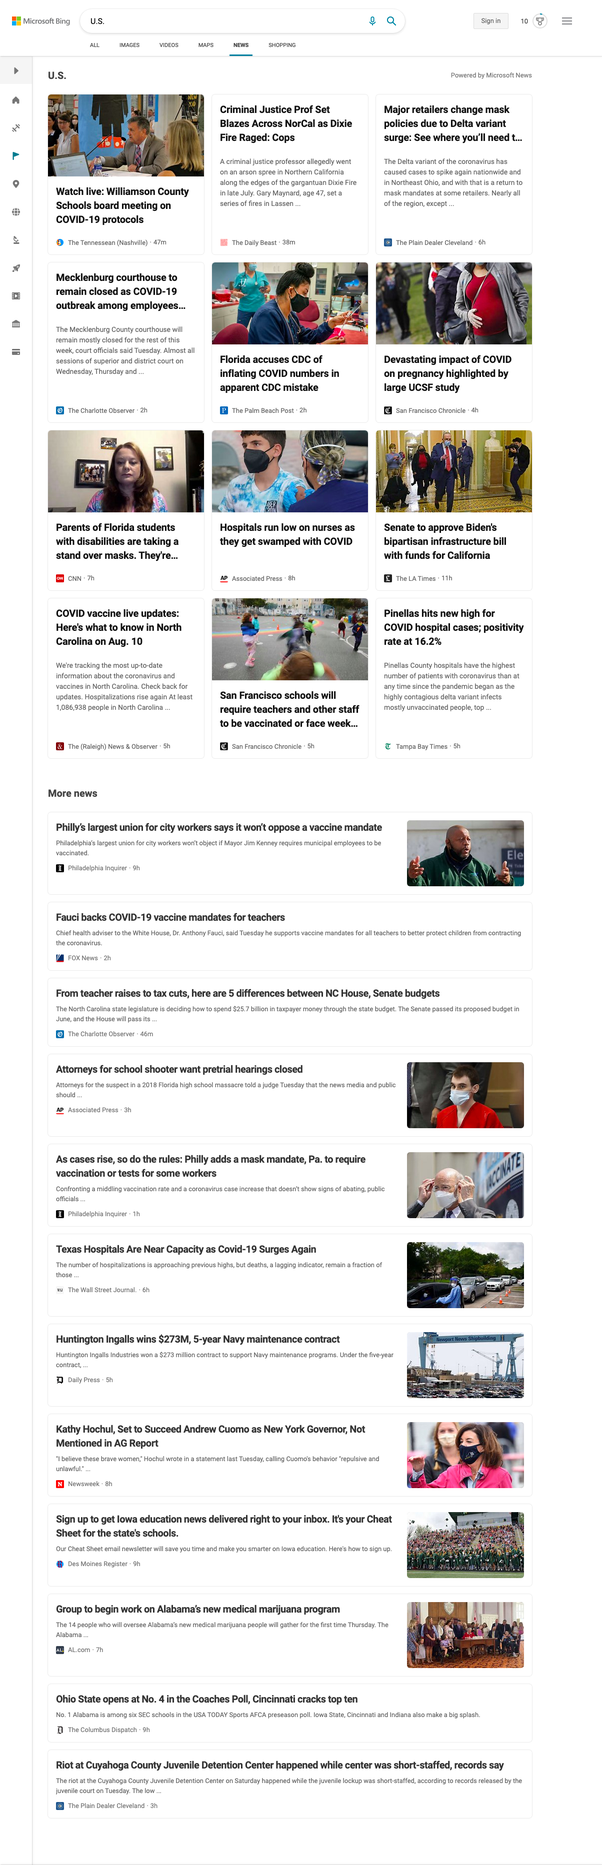 Microsoft Bing
U.S.
Sign in
10
ALL IMAGES VIDEOS MAPS NEWS SHOPPING
U.S.
Powered by Microsoft News
Watch live: Williamson County
Schools board meeting on
COVID-19 protocols
The Tennessean (Nashville) · 47m
Criminal Justice Prof Set
Blazes Across NorCal as Dixie
Fire Raged: Cops
A criminal justice professor allegedly went
on an arson spree in Northern California
along the edges of the gargantuan Dixie Fire
in late July. Gary Maynard, age 47, set a
series of fires in Lassen ...
The Daily Beast · 38m
Major retailers change mask
policies due to Delta variant
surge: See where you'll need t...
The Delta variant of the coronavirus has
caused cases to spike again nationwide and
in Northeast Ohio, and with that is a return to
mask mandates at some retailers. Nearly all
of the region, except ...
The Plain Dealer Cleveland · 6h
Mecklenburg courthouse to
remain closed as COVID-19
outbreak among employees...
The Mecklenburg County courthouse will
remain mostly closed for the rest of this
week, court officials said Tuesday. Almost all
sessions of superior and district court on
Wednesday, Thursday and ...
The Charlotte Observer · 2h
Florida accuses CDC of
inflating COVID numbers in
apparent CDC mistake
The Palm Beach Post · 2h
Devastating impact of COVID
on pregnancy highlighted by
large UCSF study
San Francisco Chronicle · 4h
Parents of Florida students
with disabilities are taking a
stand over masks. They're...
CNN · 7h
Hospitals run low on nurses as
they get swamped with COVID
AP Associated Press · 8h
Senate to approve Biden's
bipartisan infrastructure bill
with funds for California
The LA Times · 11h
COVID vaccine live updates:
Here's what to know in North
Carolina on Aug. 10
We're tracking the most up-to-date
information about the coronavirus and
vaccines in North Carolina. Check back for
updates. Hospitalizations rise again At least
1,086,938 people in North Carolina ...
The (Raleigh) News & Observer · 5h
San Francisco schools will
require teachers and other staff
to be vaccinated or face week...
San Francisco Chronicle · 5h
Pinellas hits new high for
COVID hospital cases; positivity
rate at 16.2%
Pinellas County hospitals have the highest
number of patients with coronavirus than at
any time since the pandemic began as the
highly contagious delta variant infects
mostly unvaccinated people, top ...
Tampa Bay Times · 5h
More news
Philly's largest union for city workers says it won't oppose a vaccine mandate
Philadelphia's largest union for city workers won't object if Mayor Jim Kenney requires municipal employees to be
vaccinated.
Philadelphia Inquirer · 9h
Fauci backs COVID-19 vaccine mandates for teachers
Chief health adviser to the White House, Dr. Anthony Fauci, said Tuesday he supports vaccine mandates for all teachers to better protect children from contracting
the coronavirus.
FOX News · 2h
From teacher raises to tax cuts, here are 5 differences between NC House, Senate budgets
The North Carolina state legislature is deciding how to spend $25.7 billion in taxpayer money through the state budget. The Senate passed its proposed budget in
June, and the House will pass its ...
The Charlotte Observer · 46m
Attorneys for school shooter want pretrial hearings closed
Attorneys for the suspect in a 2018 Florida high school massacre told a judge Tuesday that the news media and public
should ...
AP Associated Press · 3h
As cases rise, so do the rules: Philly adds a mask mandate, Pa. to require
vaccination or tests for some workers
Confronting a middling vaccination rate and a coronavirus case increase that doesn't show signs of abating, public
officials ...
Philadelphia Inquirer · 1h
VACCINATE
Texas Hospitals Are Near Capacity as Covid-19 Surges Again
The number of hospitalizations is approaching previous highs, but deaths, a lagging indicator, remain a fraction of
those ...
The Wall Street Journal. · 6h
Huntington Ingalls wins $273M, 5-year Navy maintenance contract
Huntington Ingalls Industries won a $273 million contract to support Navy maintenance programs. Under the five-year
contract, ...
Daily Press · 5h
Newport News Shipbuilding
Kathy Hochul, Set to Succeed Andrew Cuomo as New York Governor, Not
Mentioned in AG Report
"I believe these brave women," Hochul wrote in a statement last Tuesday, calling Cuomo's behavior "repulsive and
unlawful." ...
N Newsweek · 8h
Sign up to get Iowa education news delivered right to your inbox. It's your Cheat
Sheet for the state's schools.
Our Cheat Sheet email newsletter will save you time and make you smarter on Iowa education. Here's how to sign up.
Des Moines Register · 9h
Group to begin work on Alabama's new medical marijuana program
The 14 people who will oversee Alabama's new medical marijuana people will gather for the first time Thursday. The
Alabama ...
AL.com · 7h
Ohio State opens at No. 4 in the Coaches Poll, Cincinnati cracks top ten
No. 1 Alabama is among six SEC schools in the USA TODAY Sports AFCA preseason poll. Iowa State, Cincinnati and Indiana also make a big splash.
The Columbus Dispatch · 9h
Riot at Cuyahoga County Juvenile Detention Center happened while center was short-staffed, records say
The riot at the Cuyahoga County Juvenile Detention Center on Saturday happened while the juvenile lockup was short-staffed, according to records released by the
juvenile court on Tuesday. The low ...
The Plain Dealer Cleveland · 3h